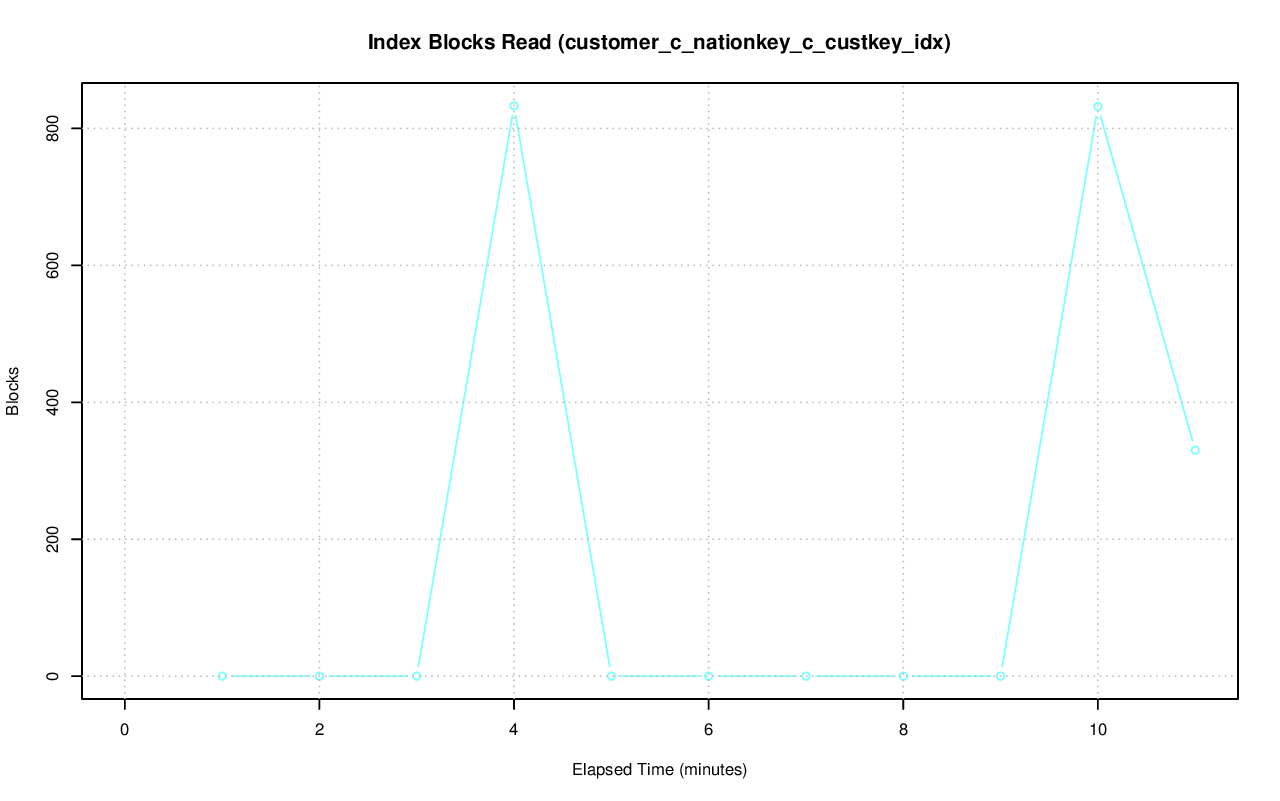 Index Blocks Read (customer_c_nationkey_c_custkey_idx)
Blocks
800
600
400
200
0
0 2 4 6 8 10
Elapsed Time (minutes)